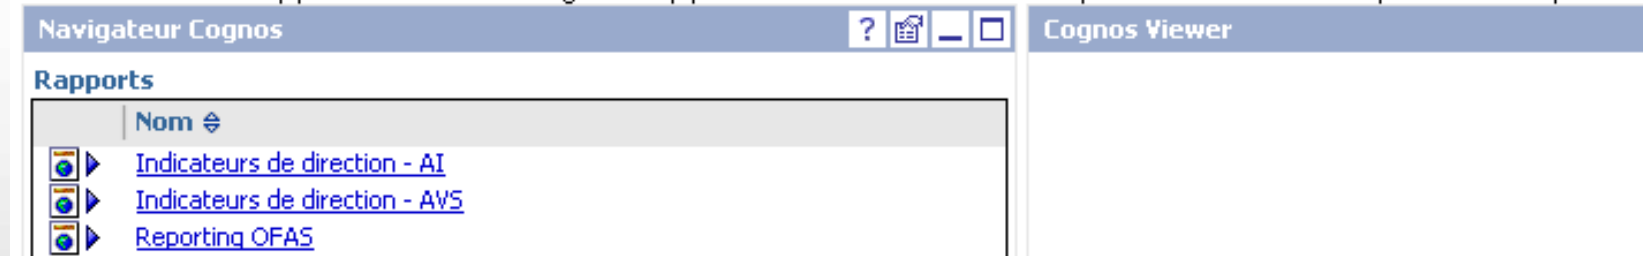 Navigateur Cognos
?
Cognos Viewer
Rapports
Nom
Indicateurs de direction - AI
Indicateurs de direction - AVS
Reporting OFAS